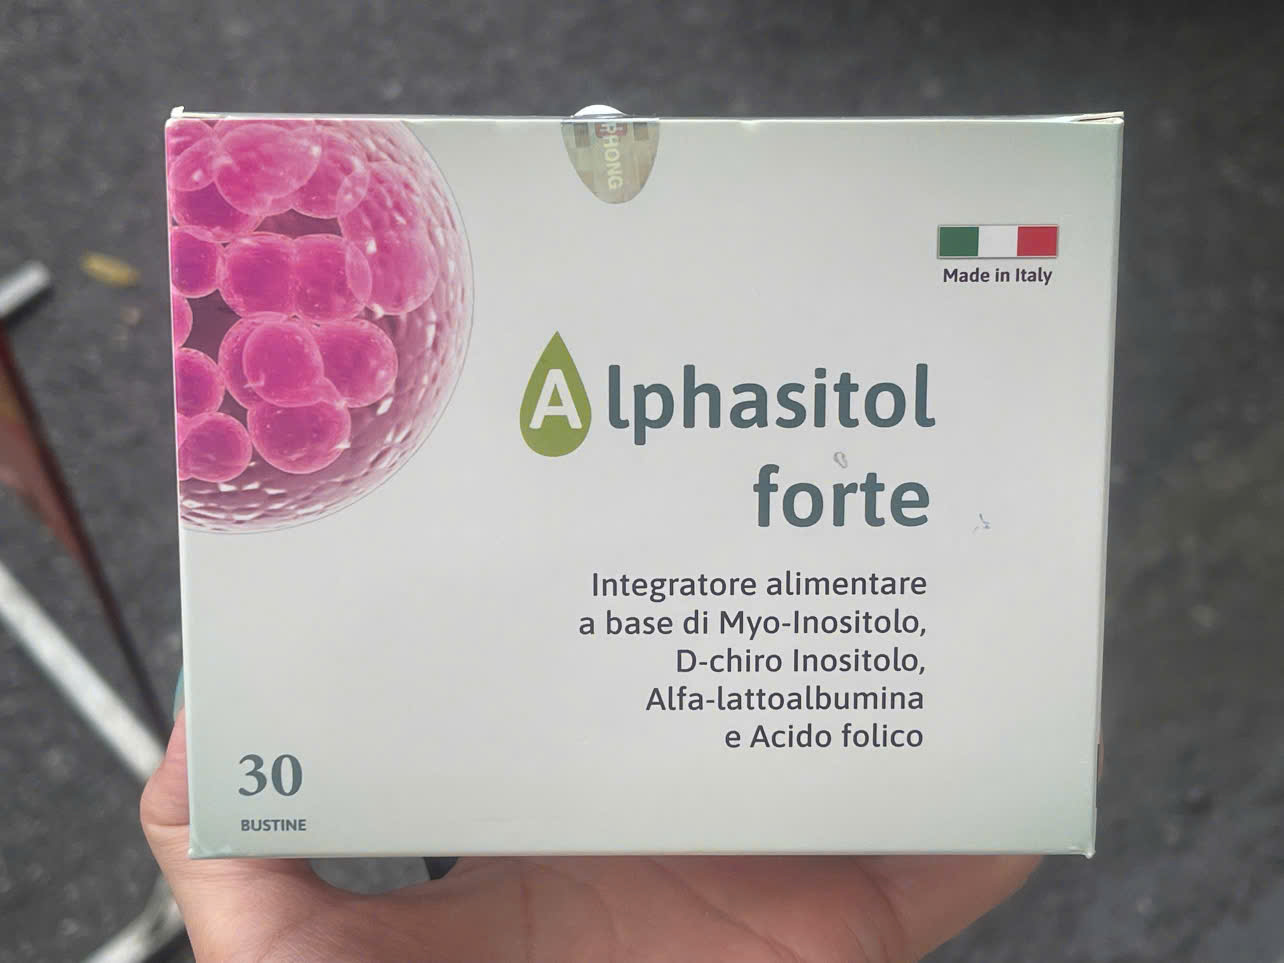 PHONG
Made in Italy
Alphasitol
forte
Integratore alimentare
a base di Myo-Inositolo,
D-chiro Inositolo,
Alfa-lattoalbumina
e Acido folico
30
BUSTINE